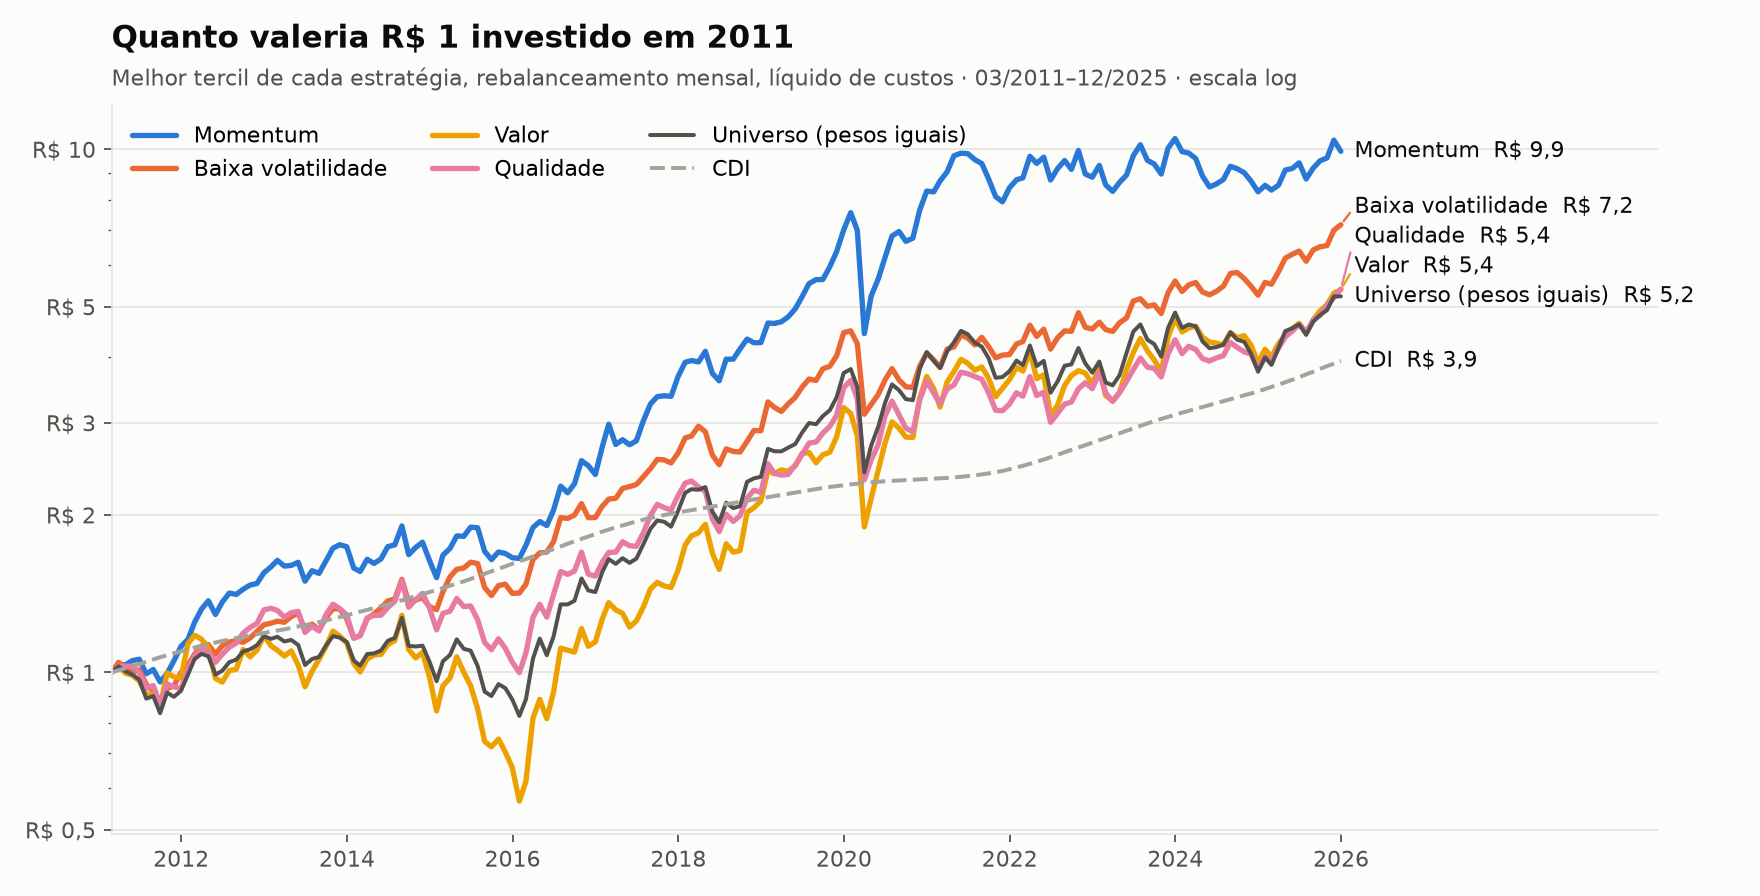 Quanto valeria R$ 1 investido em 2011
Melhor tercil de cada estratégia, rebalanceamento mensal, líquido de custos · 03/2011–12/2025 · escala log
Momentum
Valor
Universo (pesos iguais)
Baixa volatilidade
Qualidade
CDI
R$ 10
R$ 5
R$ 3
R$ 2
R$ 1
R$ 0,5
Momentum R$ 9,9
Baixa volatilidade R$ 7,2
Qualidade R$ 5,4
Valor R$ 5,4
Universo (pesos iguais) R$ 5,2
CDI R$ 3,9
2012
2014
2016
2018
2020
2022
2024
2026